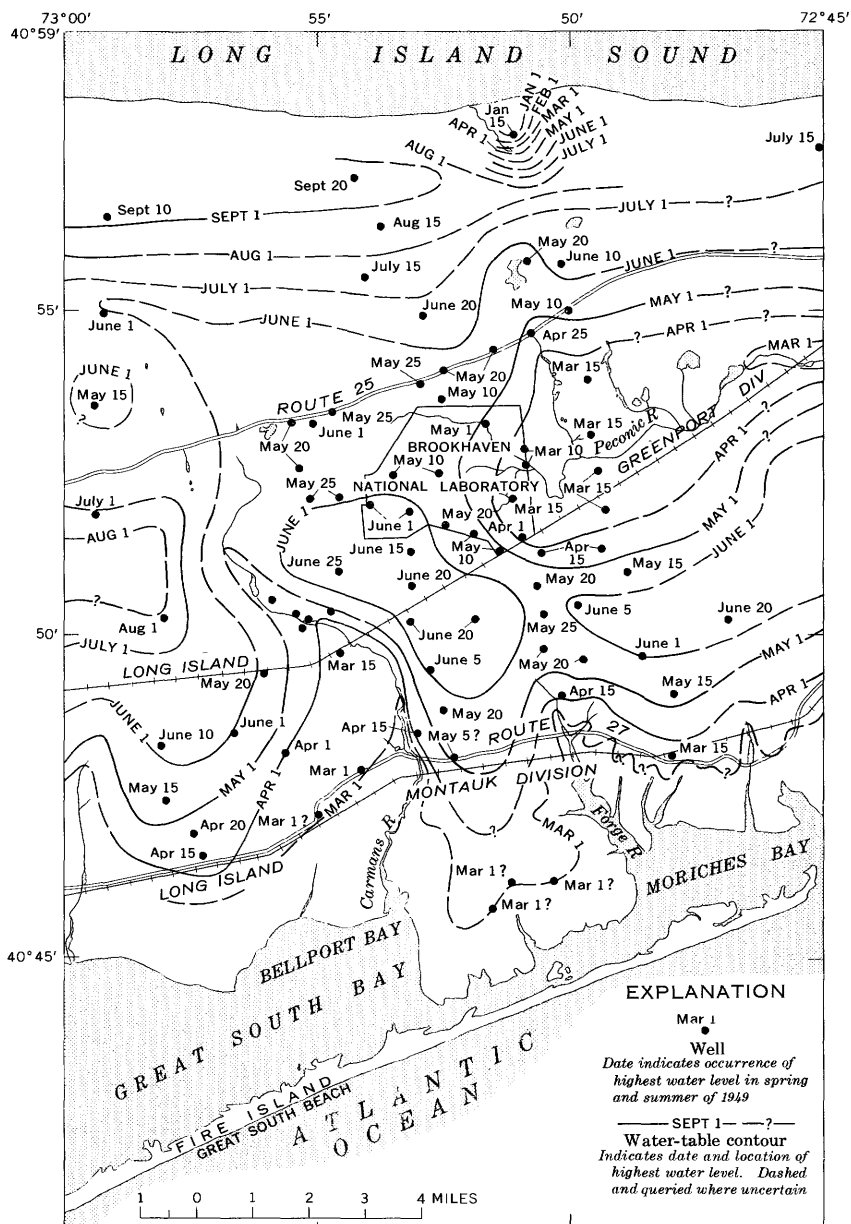 73°00' 55' 50' 72°45'
40°59'
LONG ISLAND SOUND
Jan 15
JAN 1
FEB 1
MAR 1
APR 1
MAY 1
JUNE 1
JULY 1
AUG 1
July 15
Sept 20
Sept 10
SEPT 1
Aug 15
JULY 1 ?
May 20
June 10
AUG 1
July 15
JUNE 1 ?
JULY 1
June 20
55'
May 10
MAY 1 ?
June 1
JUNE 1
Apr 25
APR 1 ?
MAR 1
JUNE 1
May 15
?
May 25
May 20
Mar 15
ROUTE 25
May 10
Peconic R
GREENPORT DIV
May 25
June 1
May 1
Mar 15
May 20
BROOKHAVEN
Mar 10
May 10
APR 1 ?
NATIONAL LABORATORY
May 25
Mar 15
Mar 15
July 1
June 1
MAY 1 ?
AUG 1
JUNE 1
Apr 1
JUNE 1
June 15
May 10
Apr 15
June 25
May 15
June 20
May 20
?
June 5
June 20
Aug 1
50'
June 20
May 25
JULY 1
June 1
LONG ISLAND
Mar 15
May 20
MAY 1
May 20
June 5
May 15
JUNE 1
Apr 15
APR 1
June 10
June 1
May 20
Apr 15
ROUTE 27
May 5?
MAY 1
Apr 1
Mar 15
Mar 1
MONTAUK DIVISION
?
May 15
APR 1
MAR 1
Mar 1?
Forge R
Apr 20
Carmans R
?
MAR 1
Apr 15
LONG ISLAND
Mar 1?
Mar 1?
MORICHES BAY
Mar 1?
40°45'
BELLPORT BAY
GREAT SOUTH BAY
FIRE ISLAND
GREAT SOUTH BEACH
ATLANTIC
OCEAN
EXPLANATION
Mar 1
Well
Date indicates occurrence of
highest water level in spring
and summer of 1949
SEPT 1 ?
Water-table contour
Indicates date and location of
highest water level. Dashed
and queried where uncertain
1 0 1 2 3 4 MILES